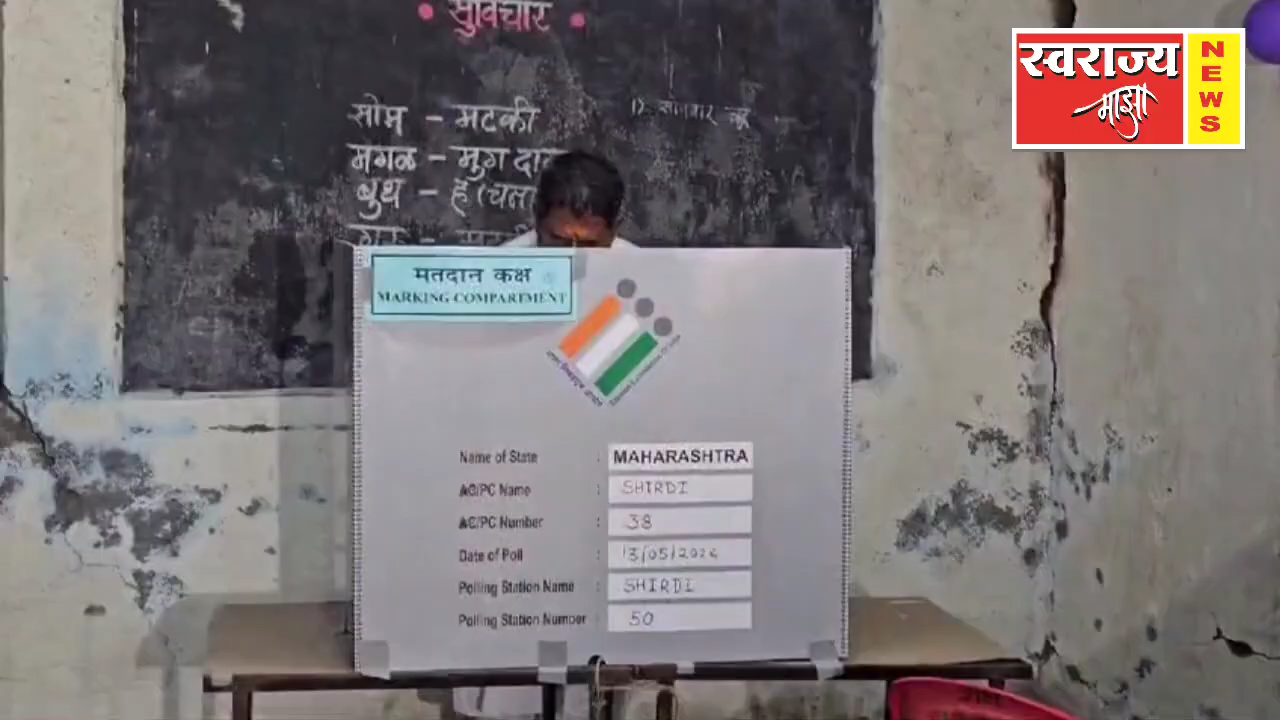 सुविचार
सोम - मटकी
मगळ - मुग
बुध -
स्वराज्य
माझा
NEWS
मतदान कक्ष
MARKING COMPARTMENT
Name of State : MAHARASHTRA
AC/PC Name : SHIRDI
AC/PC Number : 38
Date of Poll : 13/05/2024
Polling Station Name : SHIRDI
Polling Station Number : 50